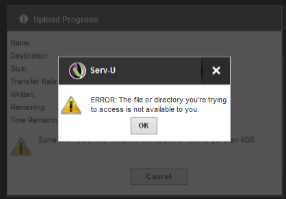 Upload Progress
Name:
Destination:
Size:
Transfer Rate:
Written:
Remaining:
Time Remaining:
Serv-U
ERROR: The file or directory you're trying
to access is not available to you.
OK
4GB.
Cancel